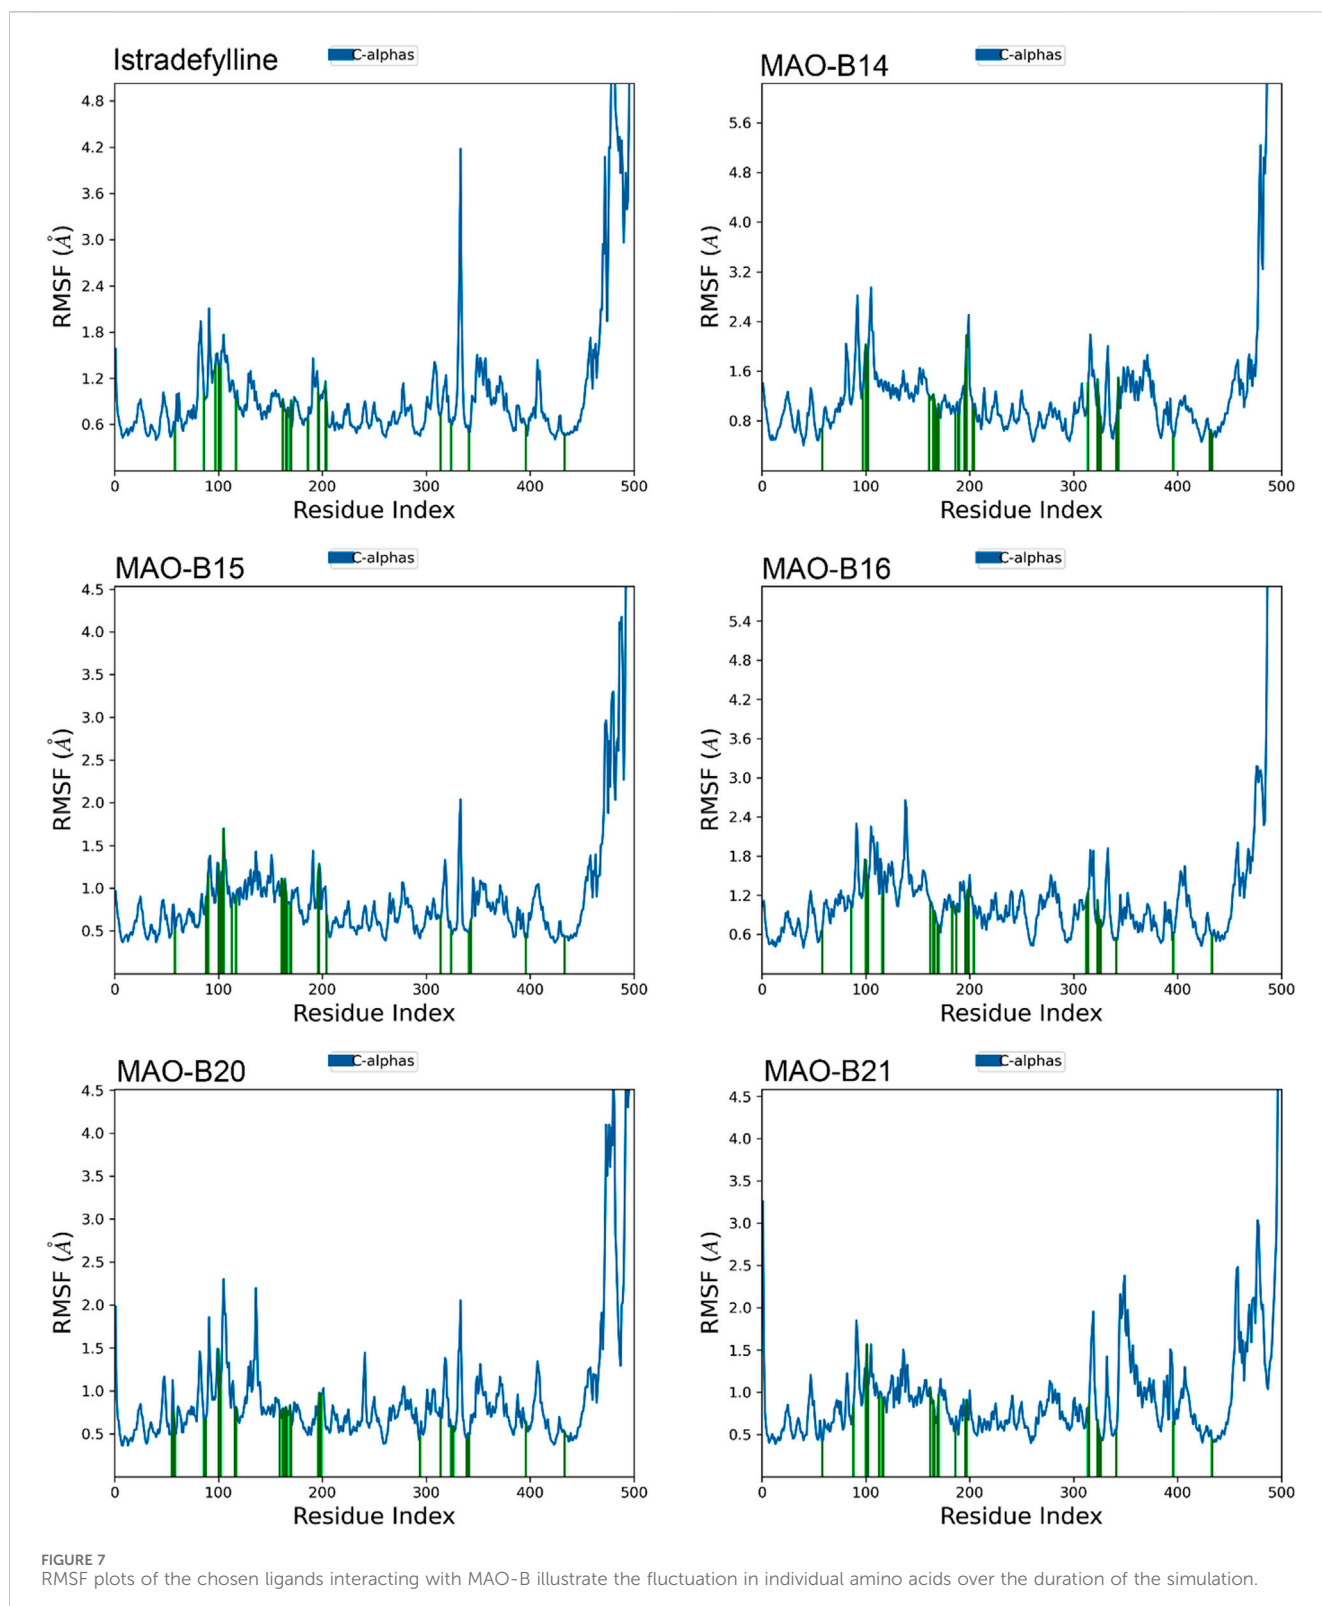 Istradefylline
C-alphas
RMSF (Å)
4.8
4.2
3.6
3.0
2.4
1.8
1.2
0.6
0 100 200 300 400 500
Residue Index
MAO-B14
C-alphas
RMSF (A)
5.6
4.8
4.0
3.2
2.4
1.6
0.8
0 100 200 300 400 500
Residue Index
MAO-B15
C-alphas
RMSF (Å)
4.5
4.0
3.5
3.0
2.5
2.0
1.5
1.0
0.5
0 100 200 300 400 500
Residue Index
MAO-B16
C-alphas
RMSF (A)
5.4
4.8
4.2
3.6
3.0
2.4
1.8
1.2
0.6
0 100 200 300 400 500
Residue Index
MAO-B20
C-alphas
RMSF (Å)
4.5
4.0
3.5
3.0
2.5
2.0
1.5
1.0
0.5
0 100 200 300 400 500
Residue Index
MAO-B21
C-alphas
RMSF (A)
4.5
4.0
3.5
3.0
2.5
2.0
1.5
1.0
0.5
0 100 200 300 400 500
Residue Index
FIGURE 7
RMSF plots of the chosen ligands interacting with MAO-B illustrate the fluctuation in individual amino acids over the duration of the simulation.